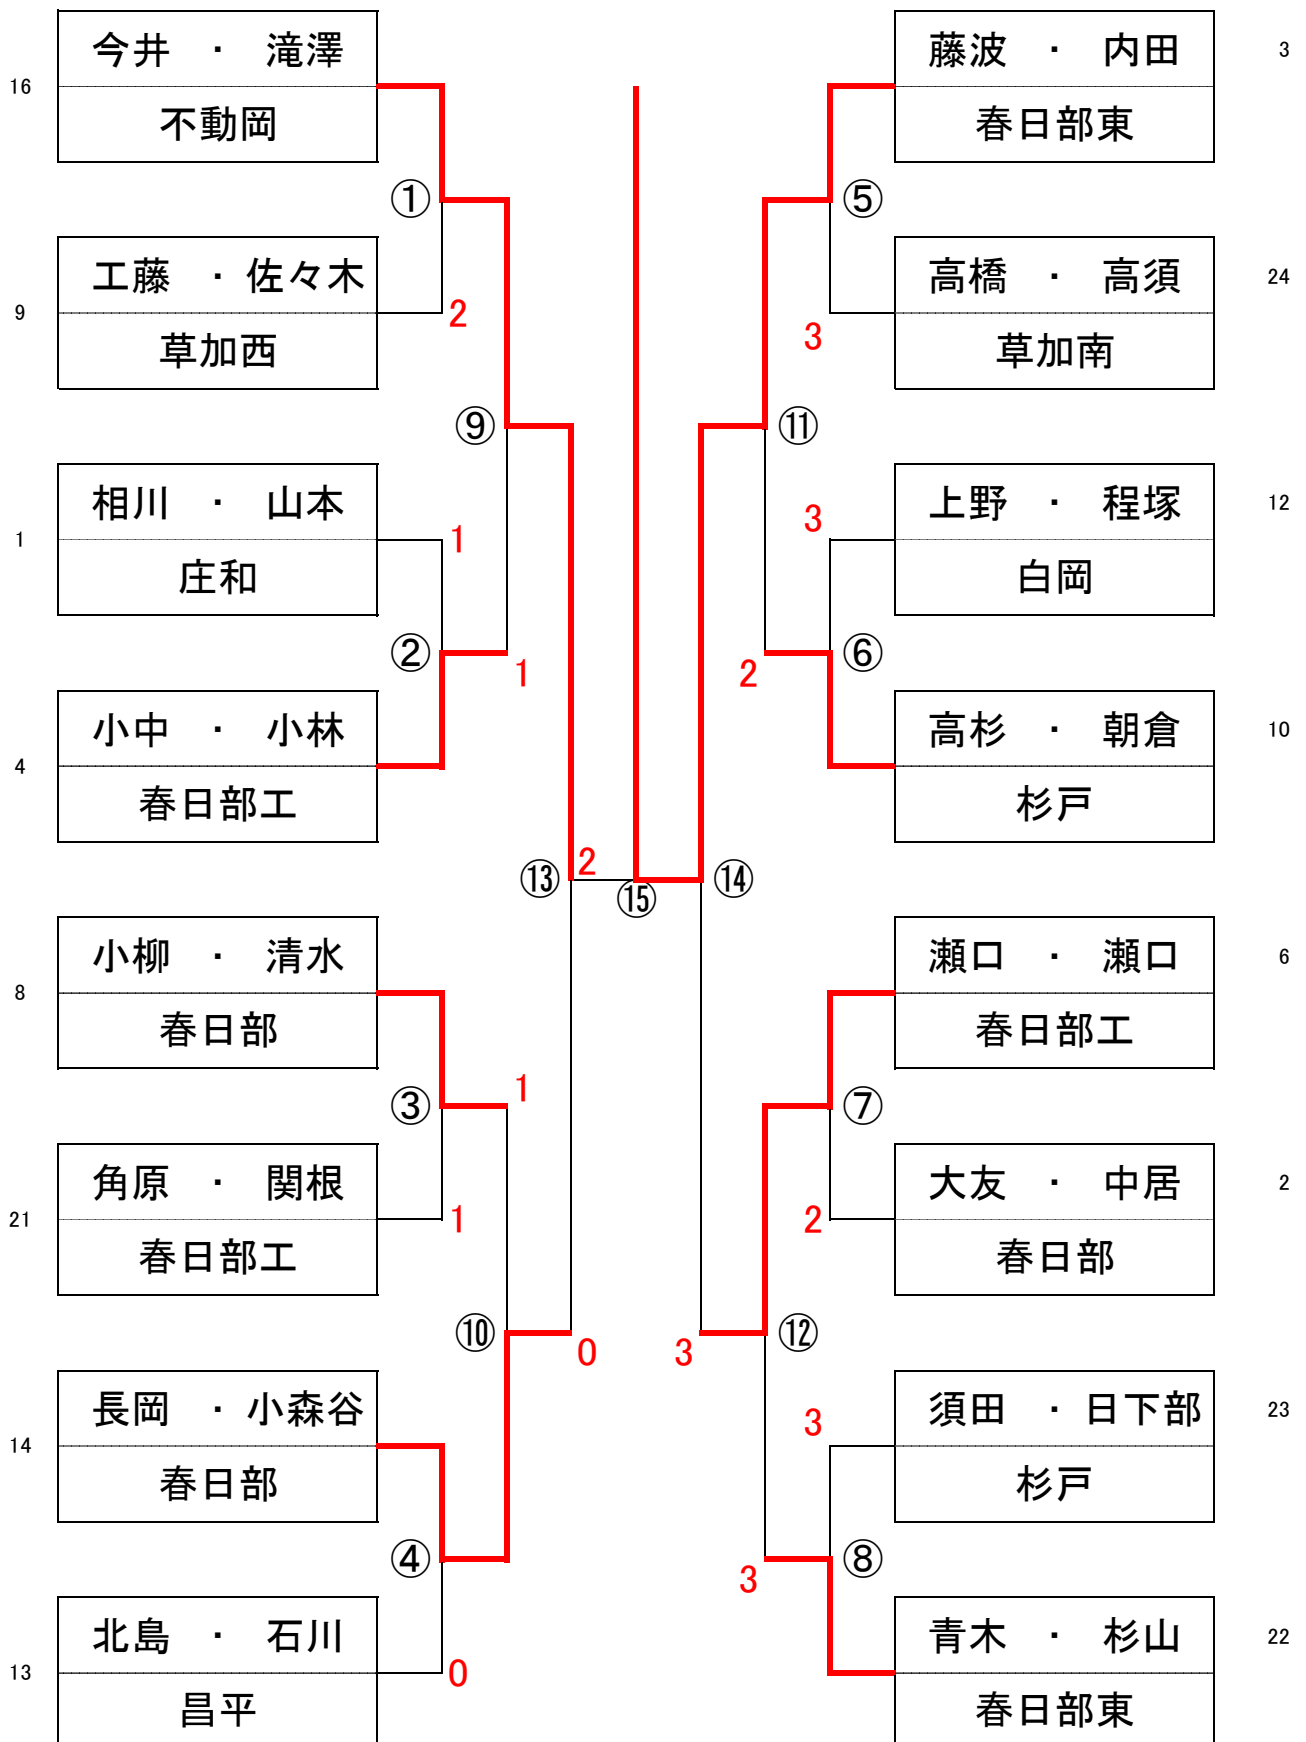 今井 ・ 滝澤
16
不動岡
①
工藤 ・ 佐々木
9
2
草加西
⑨
相川 ・ 山本
1
1
庄和
②
1
小中 ・ 小林
4
春日部工
⑬
2
⑮
小柳 ・ 清水
8
春日部
1
③
角原 ・ 関根
21
1
春日部工
⑩
0
長岡 ・ 小森谷
14
春日部
④
北島 ・ 石川
13
0
昌平
藤波 ・ 内田
3
春日部東
⑤
高橋 ・ 高須
24
3
草加南
⑪
上野 ・ 程塚
12
3
白岡
⑥
2
高杉 ・ 朝倉
10
杉戸
⑭
瀬口 ・ 瀬口
6
春日部工
⑦
大友 ・ 中居
2
2
春日部
⑫
3
須田 ・ 日下部
23
3
杉戸
⑧
3
青木 ・ 杉山
22
春日部東